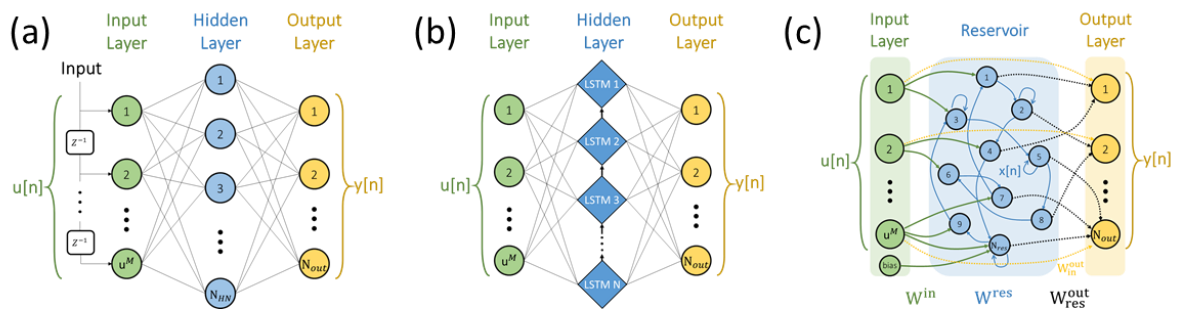 (a)
Input Layer
Hidden Layer
Output Layer
Input
u[n]
Z⁻¹
Z⁻¹
1
2
uᴹ
1
2
3
N_HN
1
2
N_out
y[n]
(b)
Input Layer
Hidden Layer
Output Layer
u[n]
1
2
uᴹ
LSTM 1
LSTM 2
LSTM 3
LSTM N
1
2
N_out
y[n]
(c)
Input Layer
Reservoir
Output Layer
u[n]
1
2
uᴹ
bias
1
2
3
4
5
x[n]
6
7
8
9
N_res
1
2
N_out
y[n]
W_in^out
W^in
W^res
W_res^out